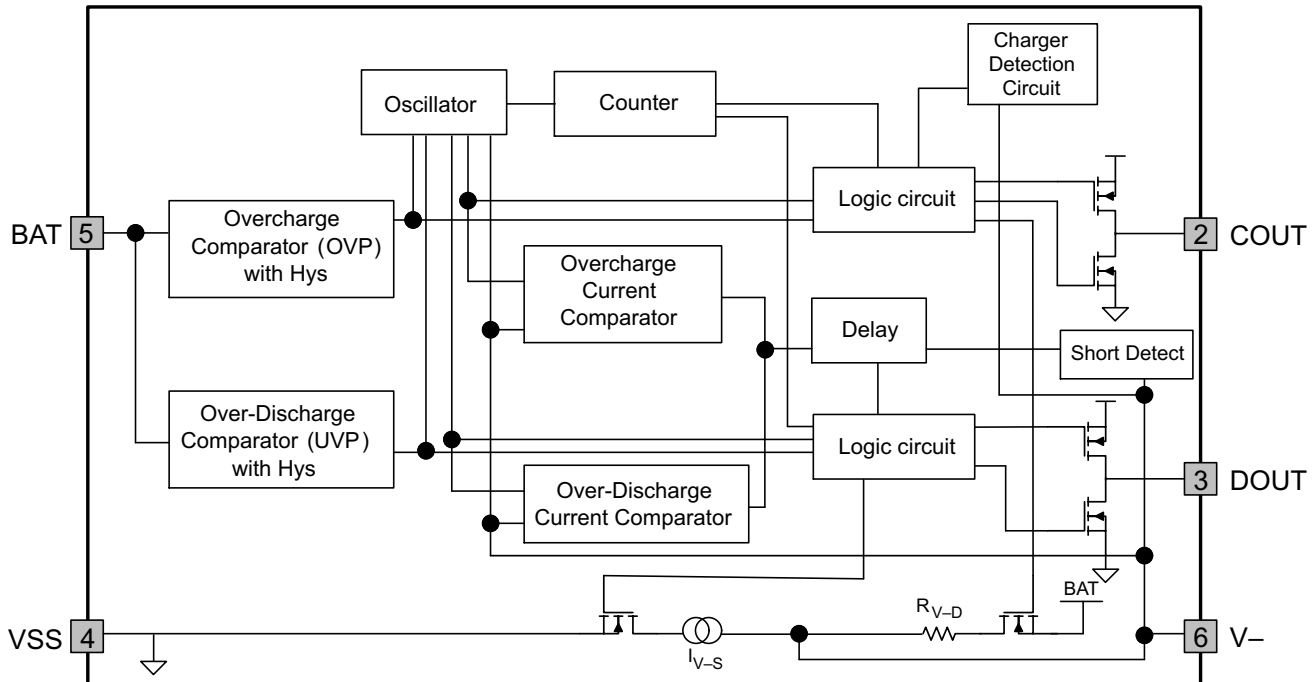 Charger
Detection
Circuit
Oscillator
Counter
Logic circuit
BAT
5
Overcharge
Comparator (OVP)
with Hys
2
COUT
Overcharge
Current
Comparator
Delay
Short Detect
Over-Discharge
Comparator (UVP)
with Hys
Logic circuit
3
DOUT
Over-Discharge
Current Comparator
BAT
RV–D
VSS
4
IV–S
6
V–